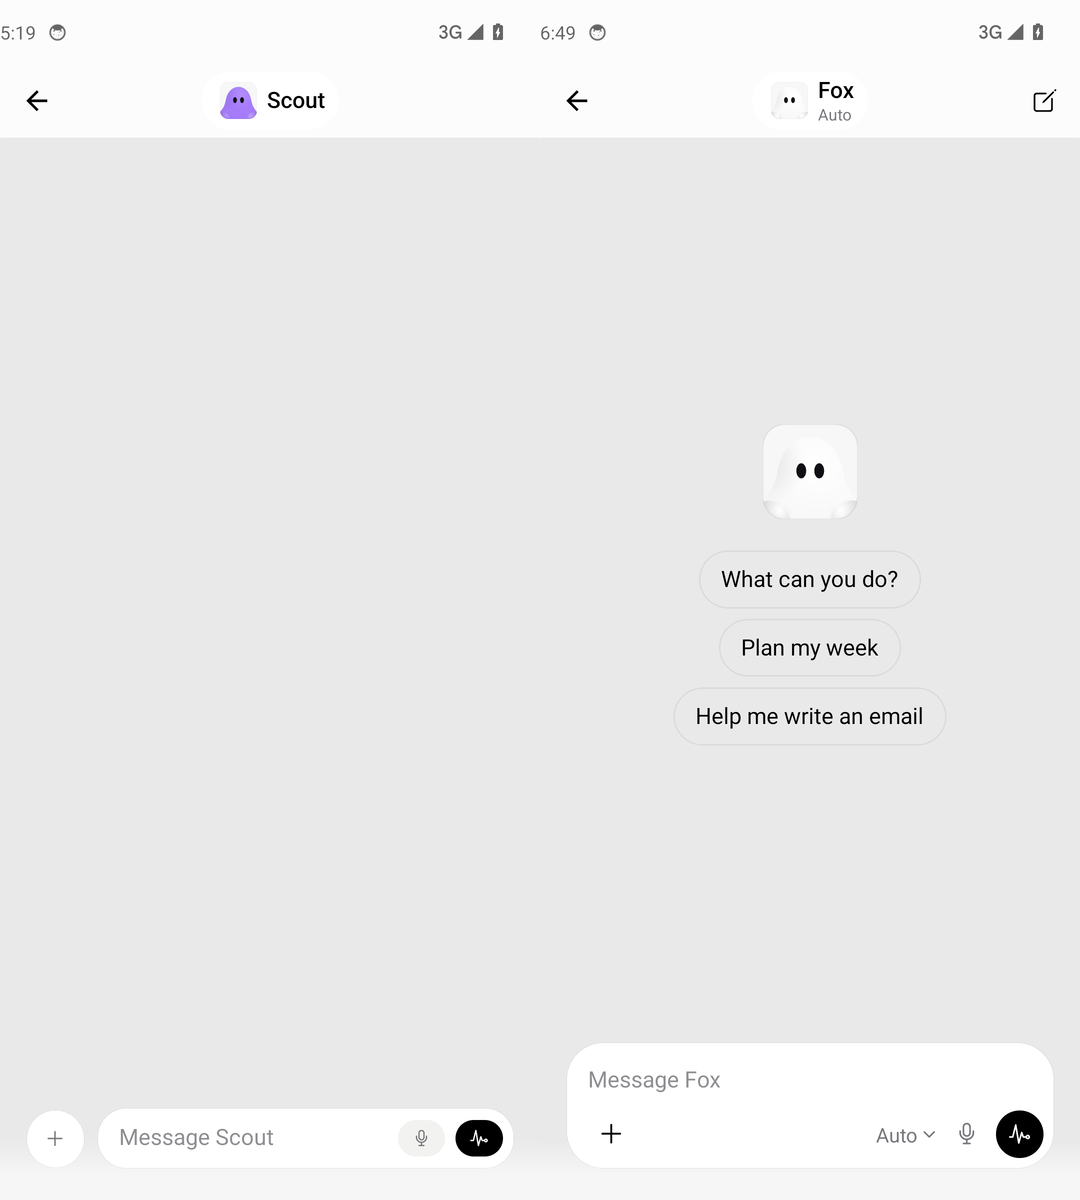 5:19
3G
Scout
Message Scout
6:49
3G
Fox
Auto
What can you do?
Plan my week
Help me write an email
Message Fox
Auto